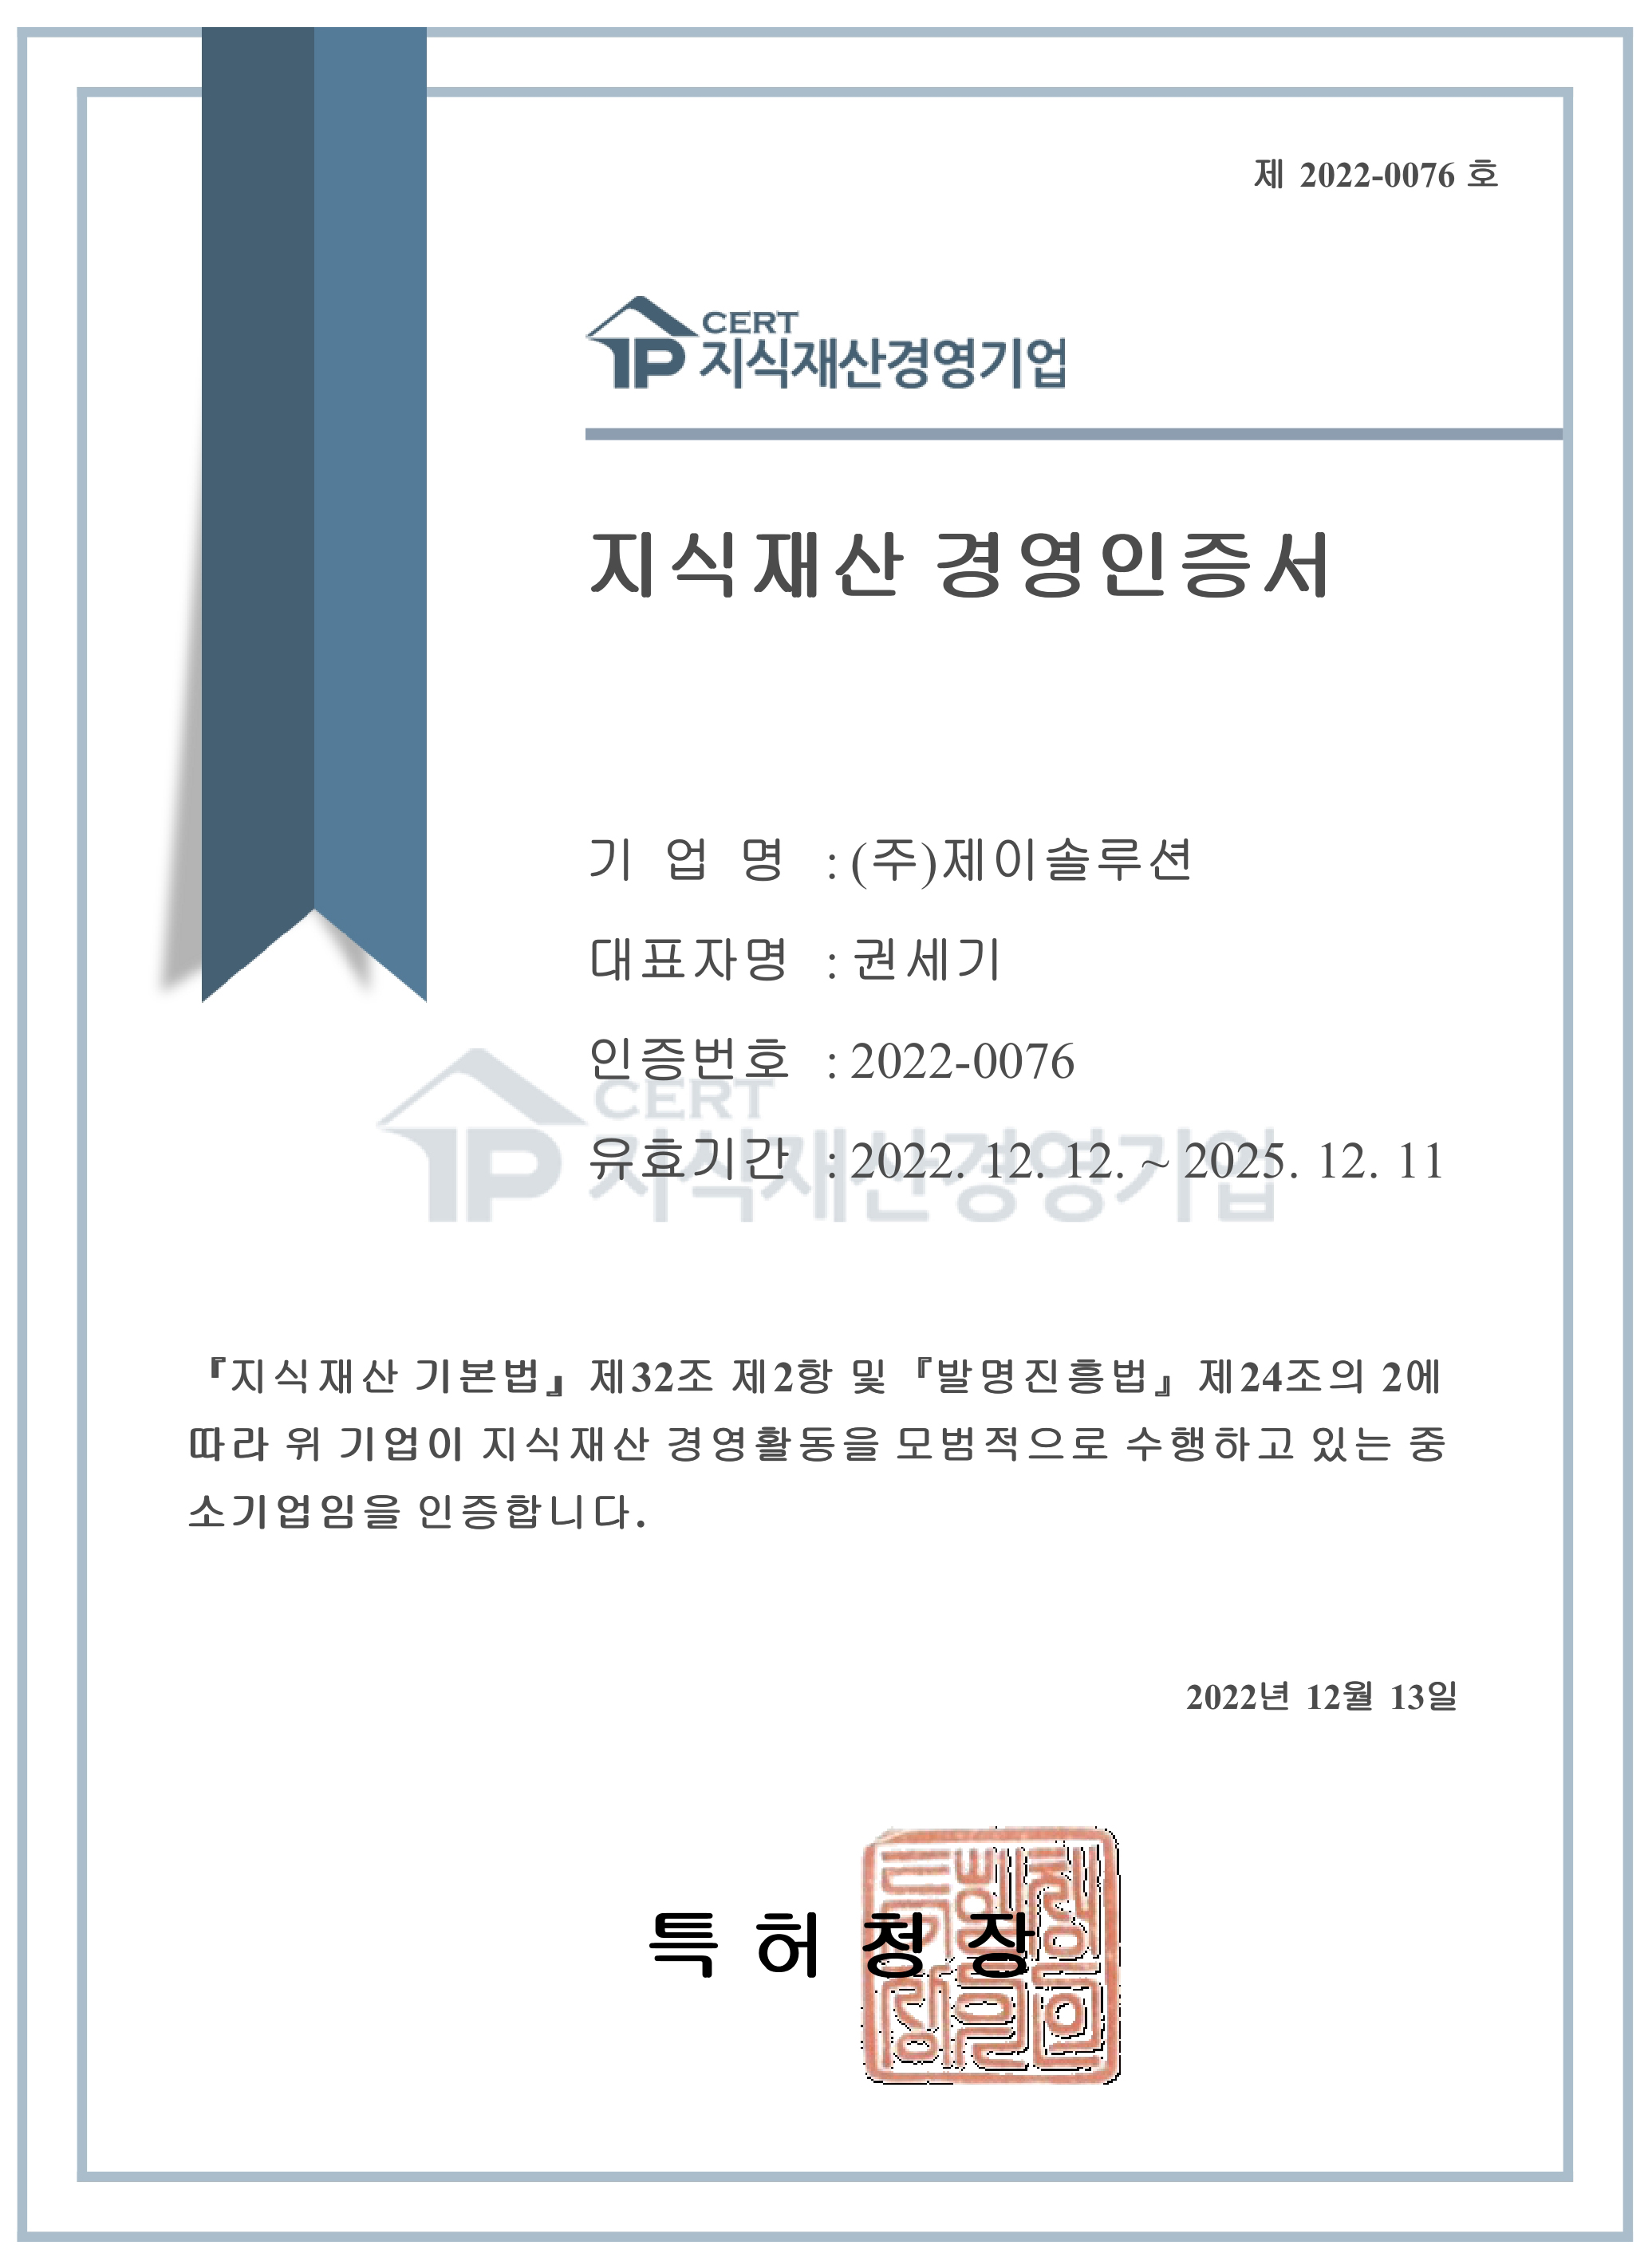 제 2022-0076 호
CERT
IP 지식재산경영기업
지식재산 경영인증서
기 업 명 : (주)제이솔루션
대표자명 : 권세기
인증번호 : 2022-0076
CERT
유효기간 : 2022. 12. 12. ~ 2025. 12. 11
IP 지식재산경영기업
『지식재산 기본법』 제32조 제2항 및 『발명진흥법』 제24조의 2에
따라 위 기업이 지식재산 경영활동을 모범적으로 수행하고 있는 중
소기업임을 인증합니다.
2022년 12월 13일
특 허 청 장